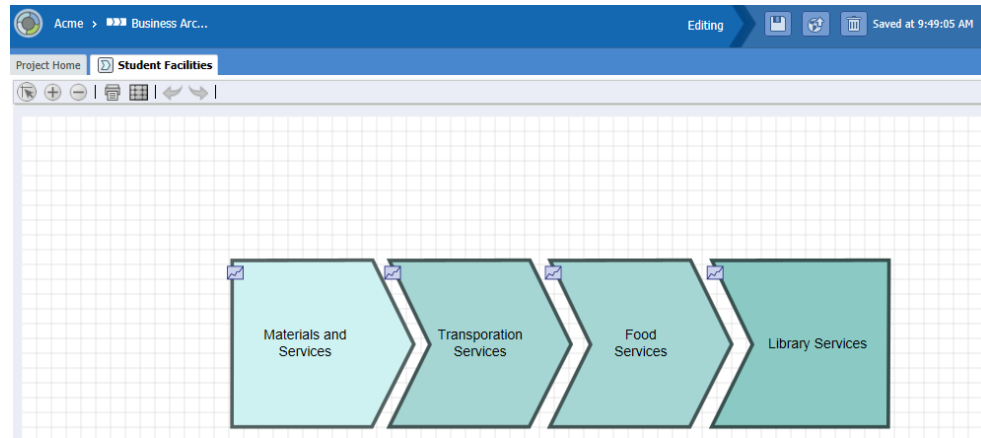 Acme > Business Arc...
Editing
Saved at 9:49:05 AM
Project Home
Student Facilities
Materials and
Services
Transporation
Services
Food
Services
Library Services